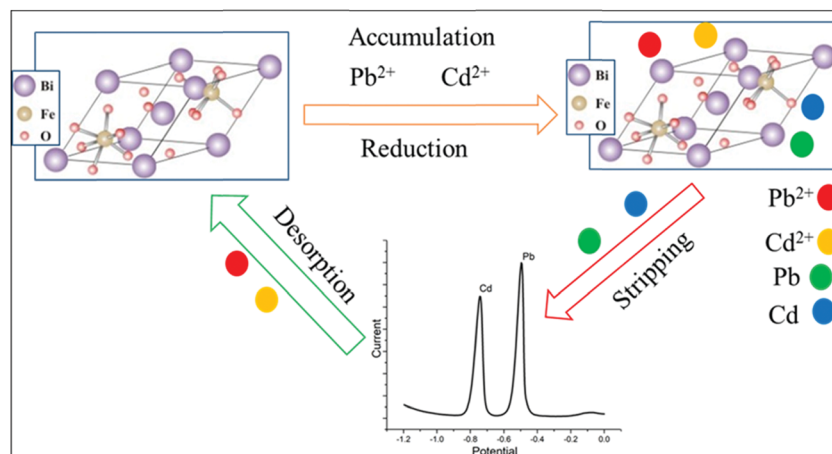 Accumulation
Pb²⁺ Cd²⁺
Reduction
Bi
Fe
O
Bi
Fe
O
Pb²⁺
Cd²⁺
Pb
Cd
Stripping
Desorption
Pb
Cd
Current
-1.2 -1.0 -0.8 -0.6 -0.4 -0.2 0.0
Potential